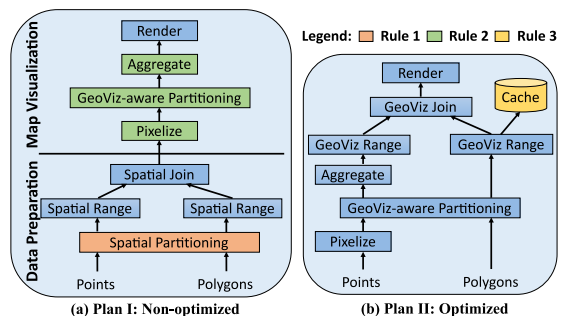 Map Visualization
Render
Aggregate
GeoViz-aware Partitioning
Pixelize
Data Preparation
Spatial Join
Spatial Range
Spatial Range
Spatial Partitioning
Points
Polygons
(a) Plan I: Non-optimized
Legend: Rule 1 Rule 2 Rule 3
Render
GeoViz Join
Cache
GeoViz Range
GeoViz Range
Aggregate
GeoViz-aware Partitioning
Pixelize
Points
Polygons
(b) Plan II: Optimized